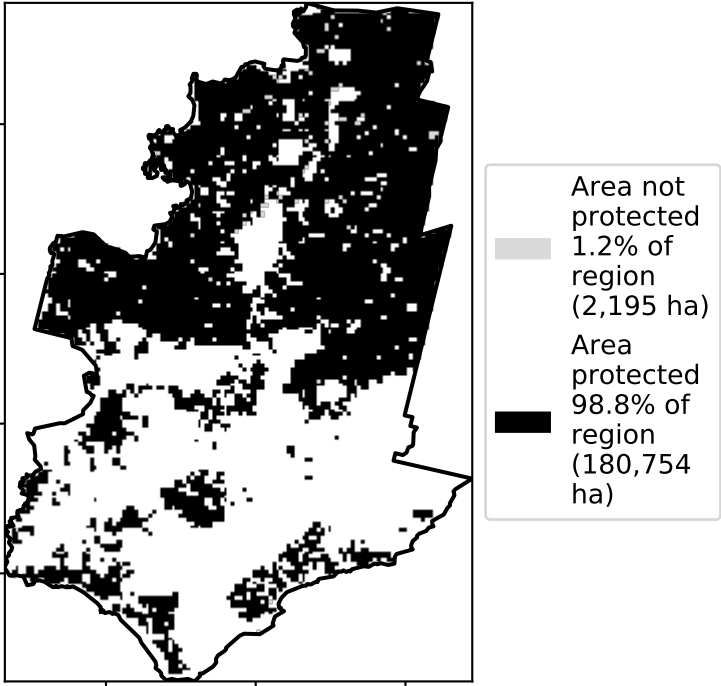 Area not
protected
1.2% of
region
(2,195 ha)
Area
protected
98.8% of
region
(180,754
ha)